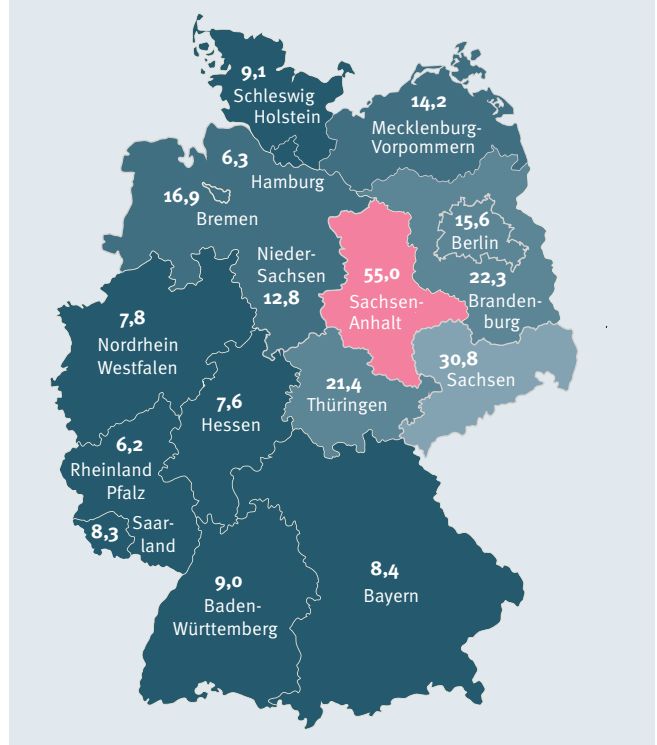 9,1
Schleswig
Holstein
14,2
Mecklenburg-
Vorpommern
6,3
Hamburg
16,9
Bremen
15,6
Berlin
Nieder-
Sachsen
12,8
55,0
Sachsen-
Anhalt
22,3
Branden-
burg
7,8
Nordrhein
Westfalen
30,8
Sachsen
21,4
Thüringen
7,6
Hessen
6,2
Rheinland
Pfalz
8,3
Saar-
land
9,0
Baden-
Württemberg
8,4
Bayern